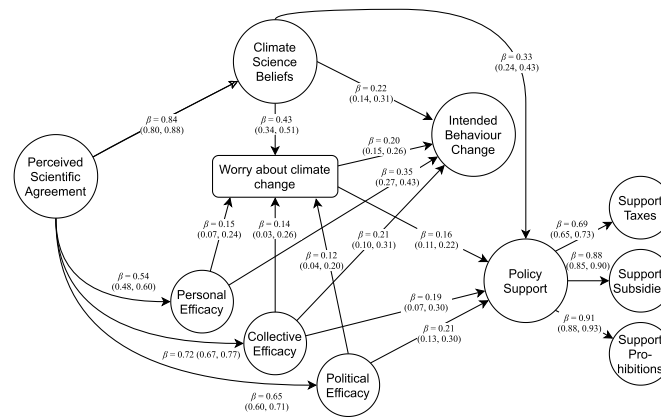 Climate
Science
Beliefs
β = 0.33
(0.24, 0.43)
β = 0.22
(0.14, 0.31)
β = 0.84
(0.80, 0.88)
β = 0.43
(0.34, 0.51)
Intended
Behaviour
Change
β = 0.20
(0.15, 0.26)
Perceived
Scientific
Agreement
Worry about climate
change
β = 0.35
(0.27, 0.43)
Support
Taxes
β = 0.15
(0.07, 0.24)
β = 0.14
(0.03, 0.26)
β = 0.21
(0.10, 0.31)
β = 0.16
(0.11, 0.22)
β = 0.69
(0.65, 0.73)
β = 0.12
(0.04, 0.20)
β = 0.88
(0.85, 0.90)
Policy
Support
Support
Subsidies
β = 0.54
(0.48, 0.60)
Personal
Efficacy
β = 0.19
(0.07, 0.30)
β = 0.91
(0.88, 0.93)
Collective
Efficacy
β = 0.21
(0.13, 0.30)
Support
Pro-
hibitions
β = 0.72 (0.67, 0.77)
Political
Efficacy
β = 0.65
(0.60, 0.71)